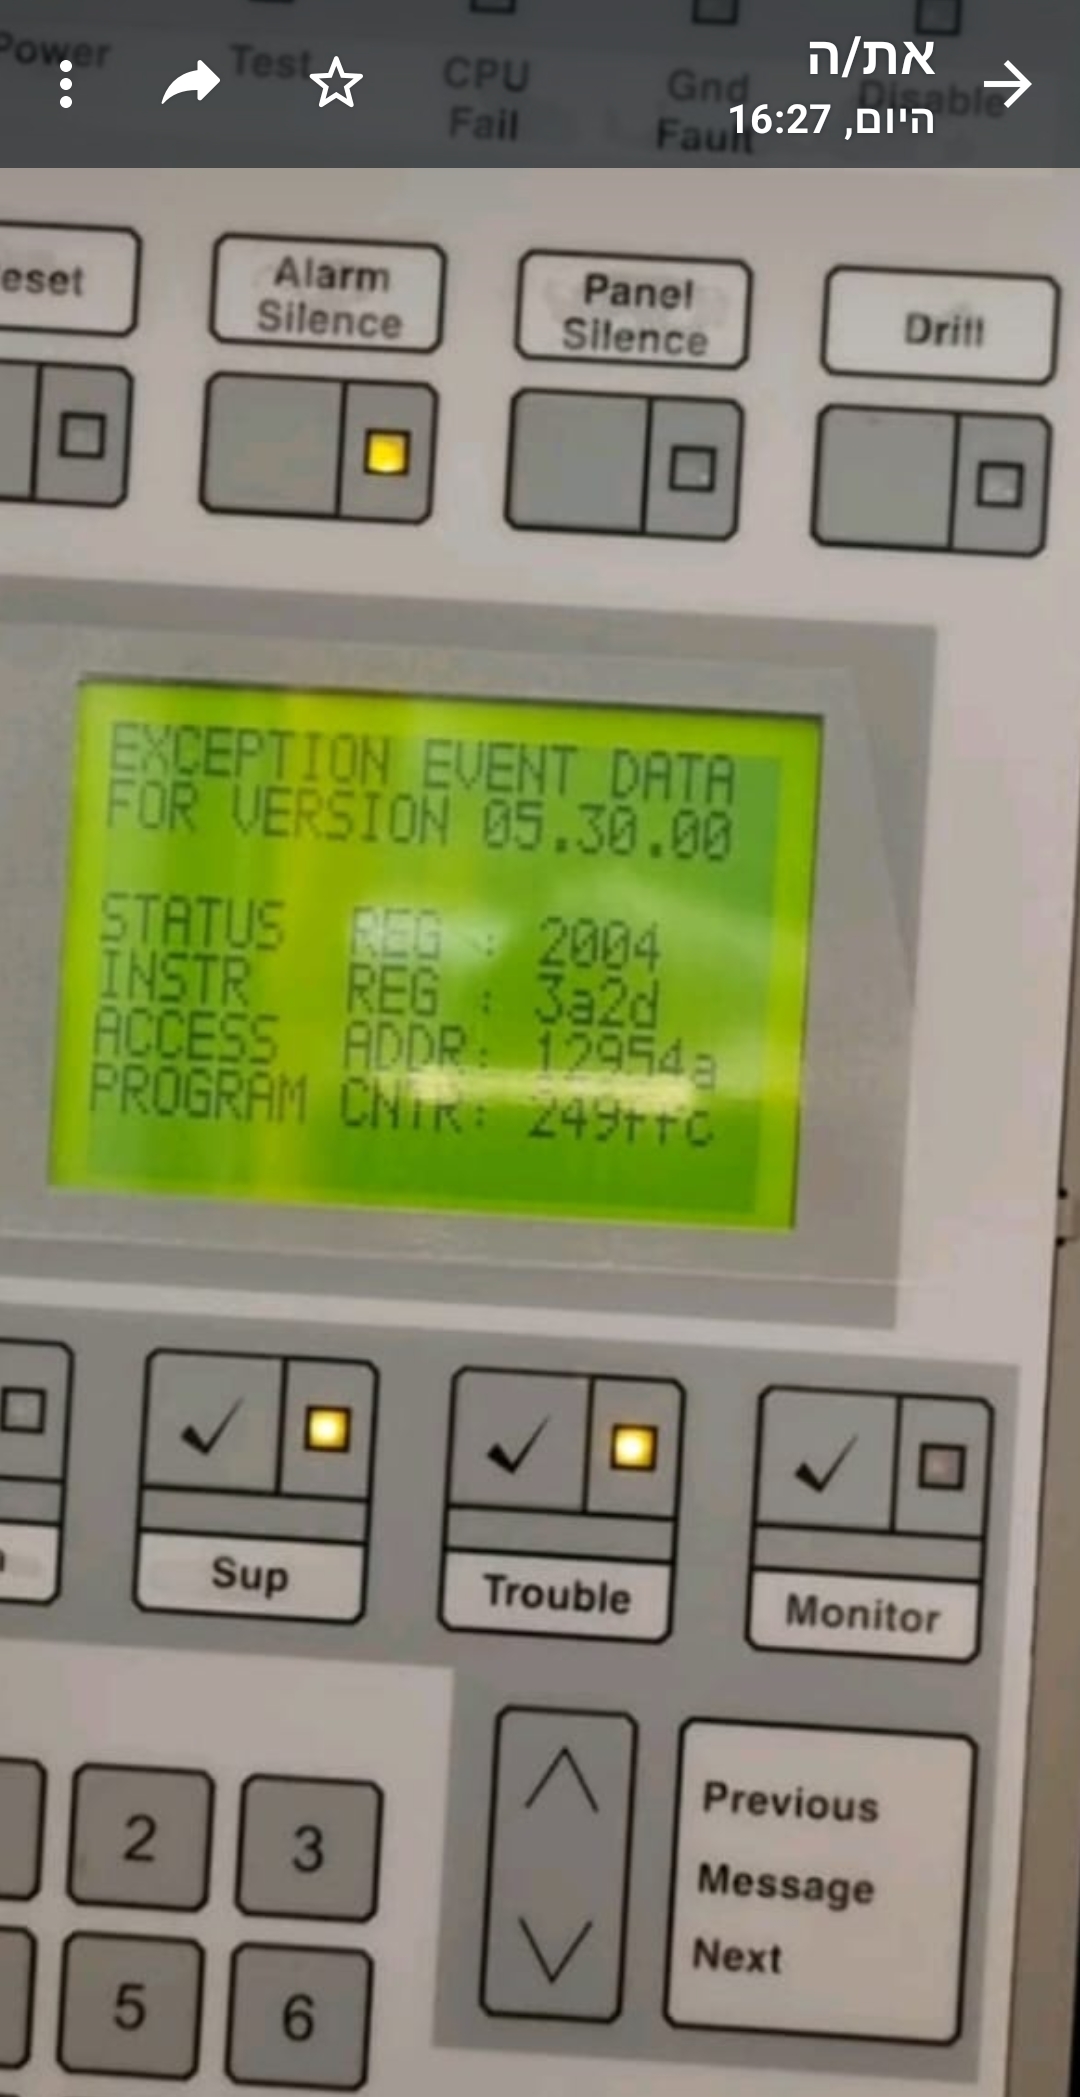 את/ה
היום, 16:27
Power
Test
CPU
Fail
Gnd
Fault
Disable
eset
Alarm
Silence
Panel
Silence
Drill
EXCEPTION EVENT DATA
FOR VERSION 05.30.00
STATUS REG : 2004
INSTR REG : 3a2d
ACCESS ADDR: 12954a
PROGRAM CNTR: 249ffc
Sup
Trouble
Monitor
2
3
Previous
Message
Next
5
6